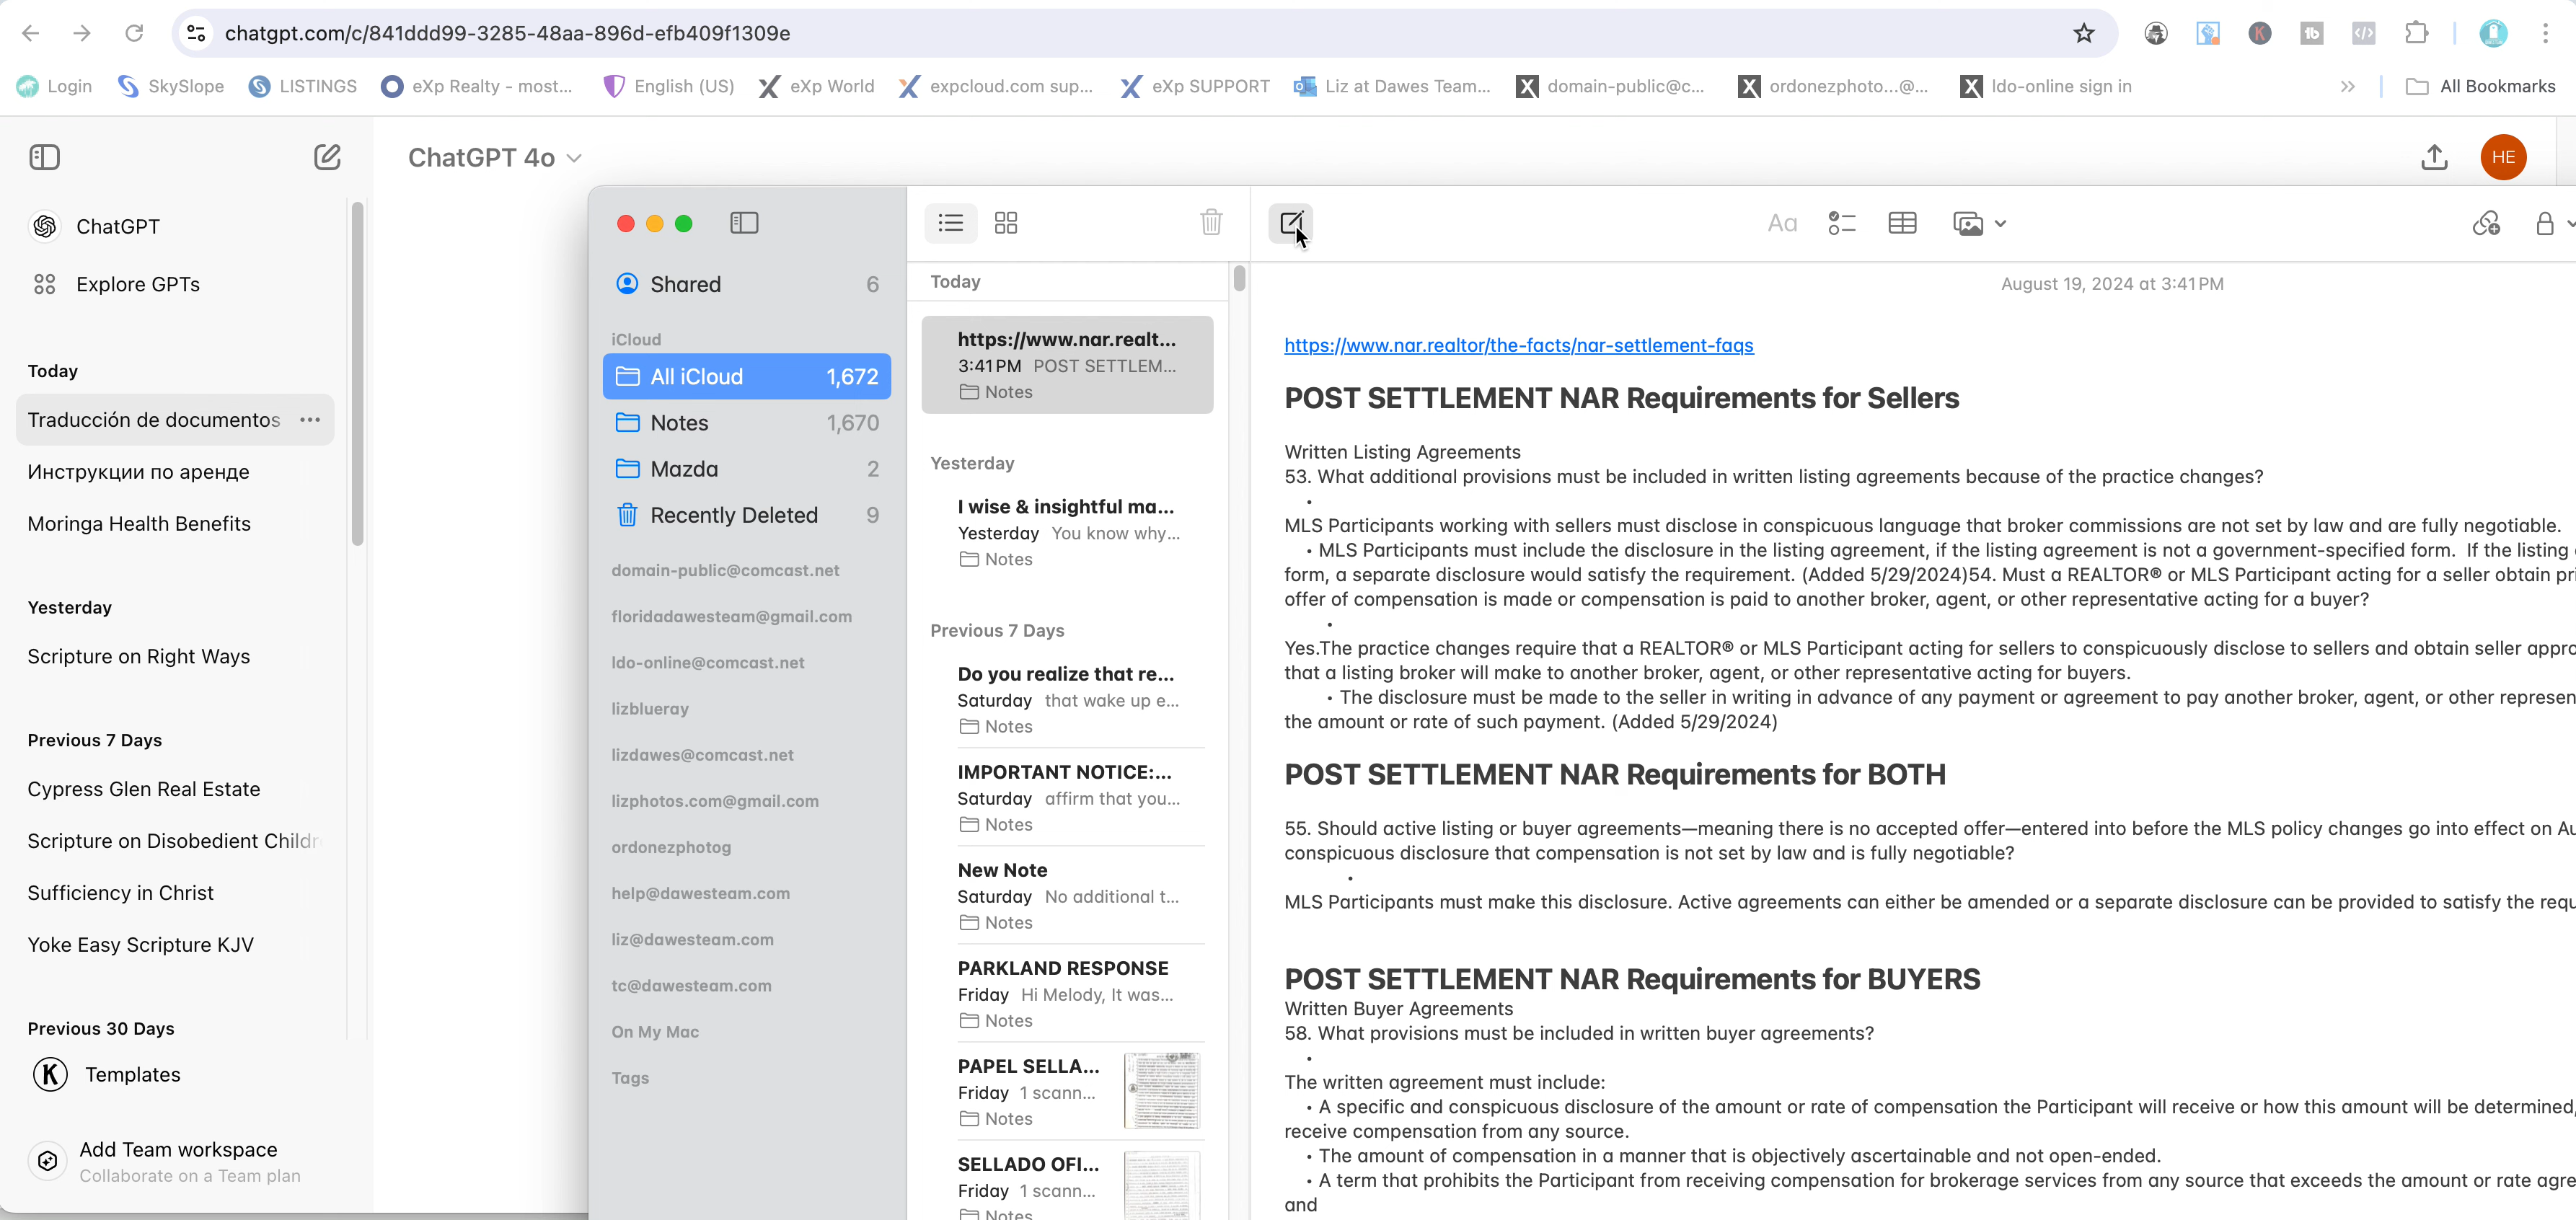 chatgpt.com/c/841ddd99-3285-48aa-896d-efb409f1309e
Login
SkySlope
LISTINGS
eXp Realty - most...
English (US)
eXp World
expcloud.com sup...
eXp SUPPORT
Liz at Dawes Team...
domain-public@c...
ordonezphoto...@...
ldo-online sign in
All Bookmarks
ChatGPT 4o
HE
ChatGPT
Explore GPTs
Today
Traducción de documentos
Инструкции по аренде
Moringa Health Benefits
Yesterday
Scripture on Right Ways
Previous 7 Days
Cypress Glen Real Estate
Scripture on Disobedient Childr
Sufficiency in Christ
Yoke Easy Scripture KJV
Previous 30 Days
K Templates
Add Team workspace
Collaborate on a Team plan
Shared 6
iCloud
All iCloud 1,672
Notes 1,670
Mazda 2
Recently Deleted 9
domain-public@comcast.net
floridadawesteam@gmail.com
ldo-online@comcast.net
lizblueray
lizdawes@comcast.net
lizphotos.com@gmail.com
ordonezphotog
help@dawesteam.com
liz@dawesteam.com
tc@dawesteam.com
On My Mac
Tags
Today
https://www.nar.realt...
3:41 PM POST SETTLEM...
Notes
Yesterday
I wise & insightful ma...
Yesterday You know why...
Notes
Previous 7 Days
Do you realize that re...
Saturday that wake up e...
Notes
IMPORTANT NOTICE:...
Saturday affirm that you...
Notes
New Note
Saturday No additional t...
Notes
PARKLAND RESPONSE
Friday Hi Melody, It was...
Notes
PAPEL SELLA...
Friday 1 scann...
Notes
SELLADO OFI...
Friday 1 scann...
Notes
Aa
August 19, 2024 at 3:41 PM
https://www.nar.realtor/the-facts/nar-settlement-faqs
POST SETTLEMENT NAR Requirements for Sellers
Written Listing Agreements
53. What additional provisions must be included in written listing agreements because of the practice changes?
•
MLS Participants working with sellers must disclose in conspicuous language that broker commissions are not set by law and are fully negotiable.
• MLS Participants must include the disclosure in the listing agreement, if the listing agreement is not a government-specified form. If the listing
form, a separate disclosure would satisfy the requirement. (Added 5/29/2024)54. Must a REALTOR® or MLS Participant acting for a seller obtain pri
offer of compensation is made or compensation is paid to another broker, agent, or other representative acting for a buyer?
•
Yes.The practice changes require that a REALTOR® or MLS Participant acting for sellers to conspicuously disclose to sellers and obtain seller appro
that a listing broker will make to another broker, agent, or other representative acting for buyers.
• The disclosure must be made to the seller in writing in advance of any payment or agreement to pay another broker, agent, or other represen
the amount or rate of such payment. (Added 5/29/2024)
POST SETTLEMENT NAR Requirements for BOTH
55. Should active listing or buyer agreements—meaning there is no accepted offer—entered into before the MLS policy changes go into effect on Au
conspicuous disclosure that compensation is not set by law and is fully negotiable?
•
MLS Participants must make this disclosure. Active agreements can either be amended or a separate disclosure can be provided to satisfy the requ
POST SETTLEMENT NAR Requirements for BUYERS
Written Buyer Agreements
58. What provisions must be included in written buyer agreements?
•
The written agreement must include:
• A specific and conspicuous disclosure of the amount or rate of compensation the Participant will receive or how this amount will be determined,
receive compensation from any source.
• The amount of compensation in a manner that is objectively ascertainable and not open-ended.
• A term that prohibits the Participant from receiving compensation for brokerage services from any source that exceeds the amount or rate agre
and